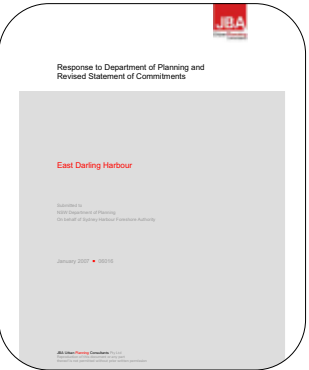 JBA
Response to Department of Planning and
Revised Statement of Commitments
East Darling Harbour
Submitted to
NSW Department of Planning
On behalf of Sydney Harbour Foreshore Authority
January 2007 •
JBA Urban Planning Consultants Pty Ltd